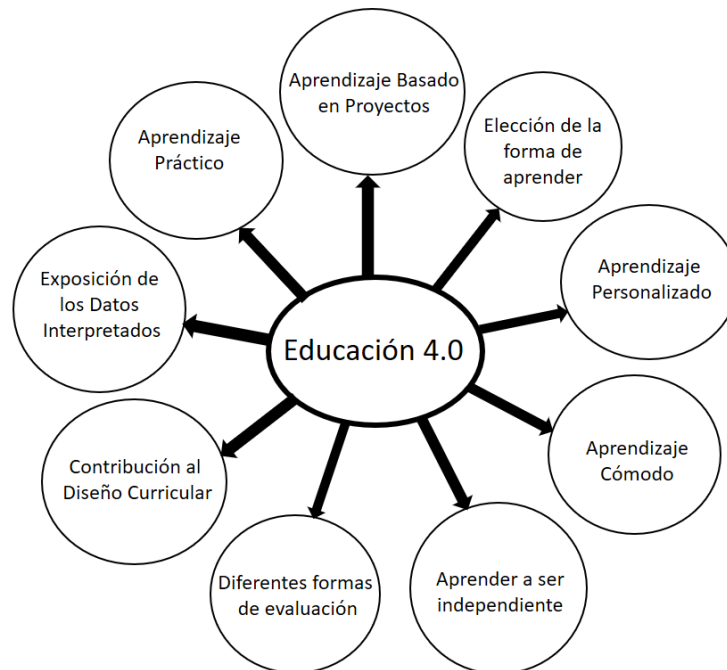 Aprendizaje Basado
en Proyectos
Elección de la
forma de
aprender
Aprendizaje
Personalizado
Aprendizaje
Cómodo
Aprender a ser
independiente
Diferentes formas
de evaluación
Contribución al
Diseño Curricular
Exposición de
los Datos
Interpretados
Aprendizaje
Práctico
Educación 4.0